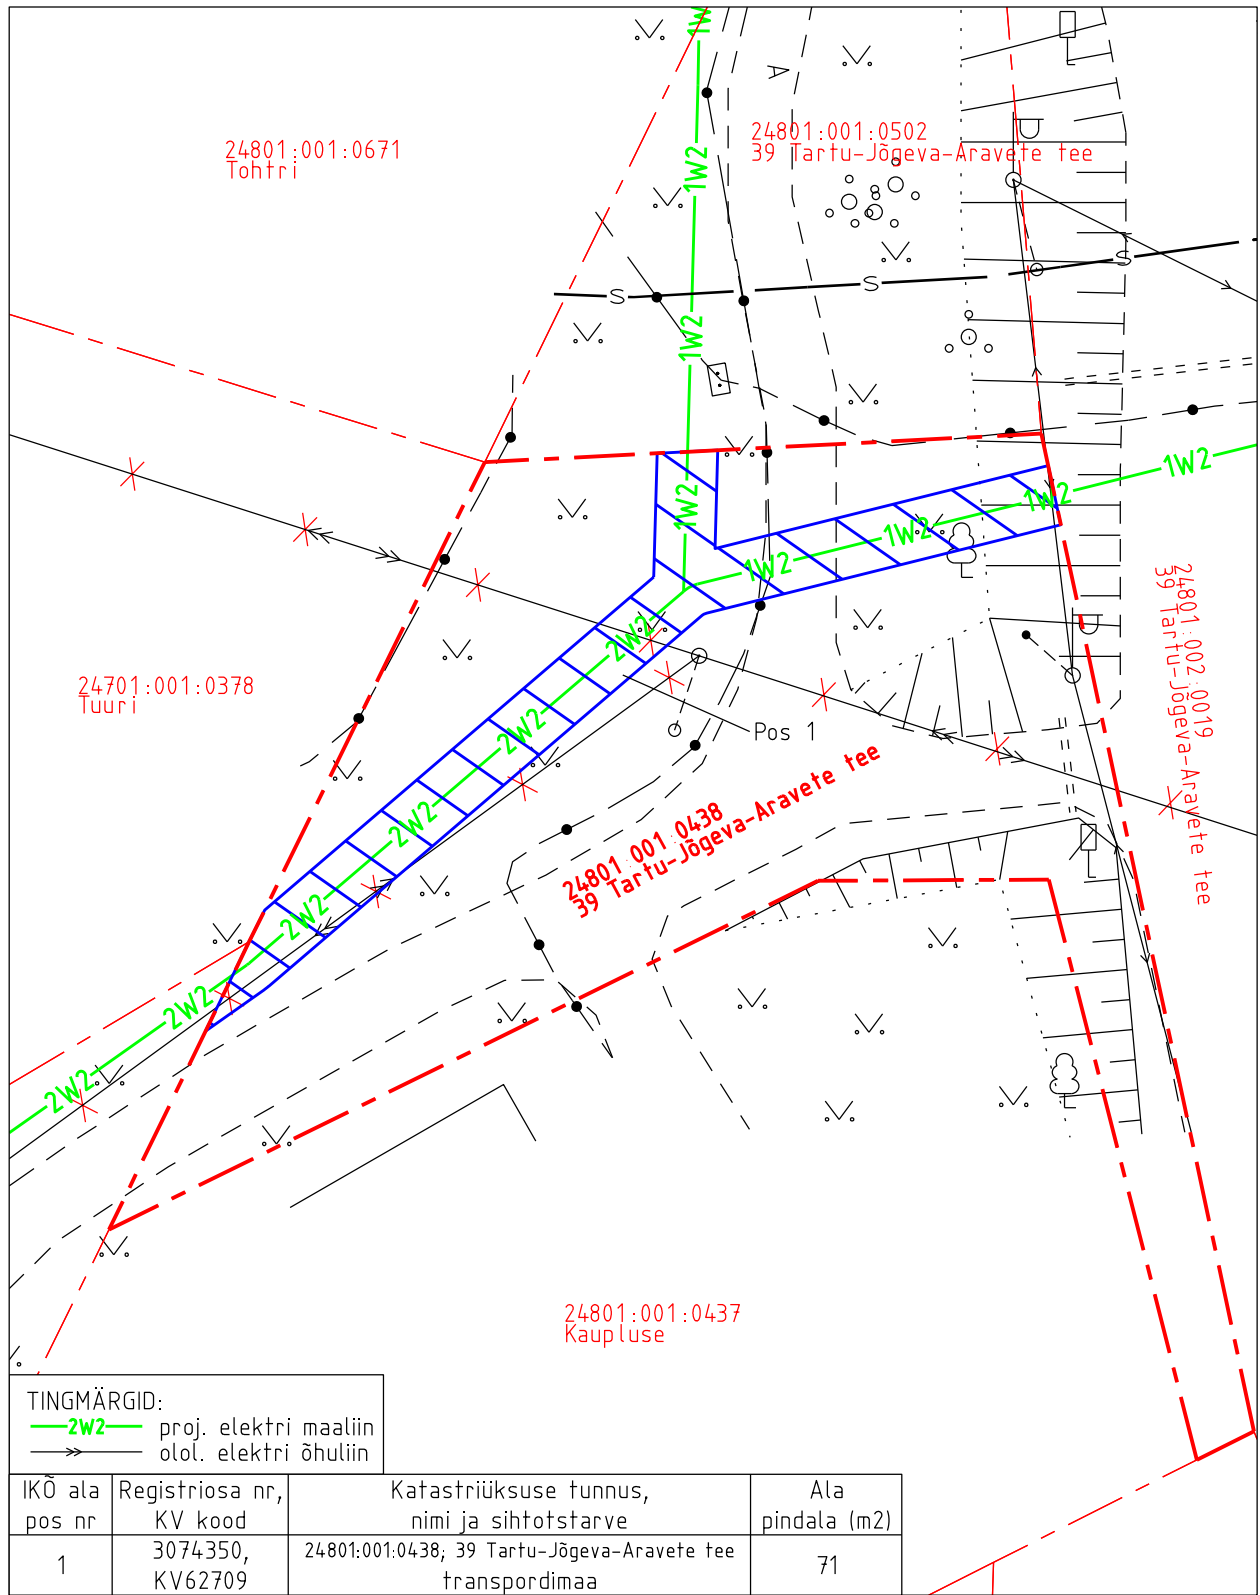 1W2
A
24801:001:0671
Tohtri
24801:001:0502
39 Tartu-Jõgeva-Aravete tee
1W2
S
S
S
1W2
1W2
1W2
1W2
1W2
1W2
2W2
24701:001:0378
Tuuri
2W2
Pos 1
24801:002:0019
39 Tartu-Jõgeva-Aravete tee
2W2
24801:001:0438
39 Tartu-Jõgeva-Aravete tee
2W2
2W2
2W2
24801:001:0437
Kaupluse
TINGMÄRGID:
2W2 proj. elektri maaliin
olol. elektri õhuliin
IKÕ ala pos nr
Registriosa nr, KV kood
Katastriüksuse tunnus, nimi ja sihtotstarve
Ala pindala (m2)
1
3074350, KV62709
24801:001:0438; 39 Tartu-Jõgeva-Aravete tee transpordimaa
71